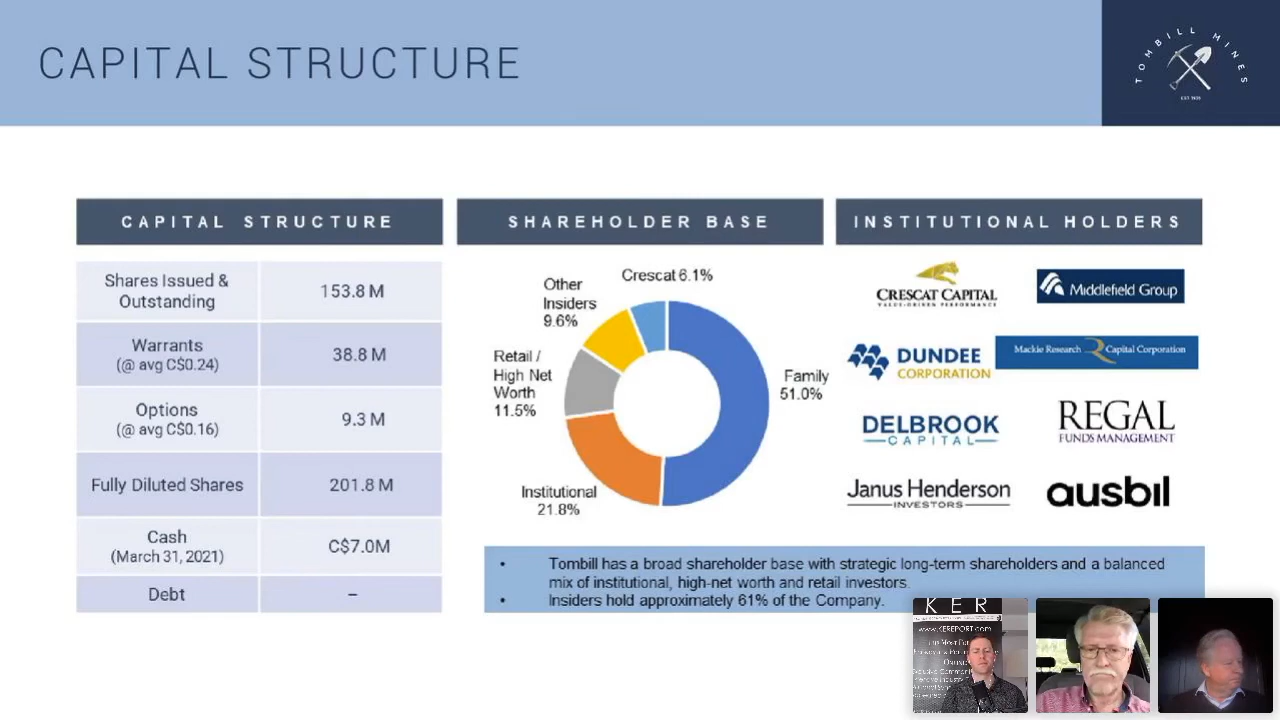 CAPITAL STRUCTURE
TOMBILL MINES
CAPITAL STRUCTURE
Shares Issued &
Outstanding
153.8 M
Warrants
(@ avg C$0.24)
38.8 M
Options
(@ avg C$0.16)
9.3 M
Fully Diluted Shares
201.8 M
Cash
(March 31, 2021)
C$7.0M
Debt
–
SHAREHOLDER BASE
Crescat 6.1%
Other
Insiders
9.6%
Retail /
High Net
Worth
11.5%
Family
51.0%
Institutional
21.8%
INSTITUTIONAL HOLDERS
CRESCAT CAPITAL
VALUE-DRIVEN PERFORMANCE
Middlefield Group
DUNDEE
CORPORATION
Mackie Research Capital Corporation
DELBROOK
CAPITAL
REGAL
FUNDS MANAGEMENT
Janus Henderson
INVESTORS
ausbil
• Tombill has a broad shareholder base with strategic long-term shareholders and a balanced
mix of institutional, high-net worth and retail investors.
• Insiders hold approximately 61% of the Company.
KER
www.KEREPORT.com